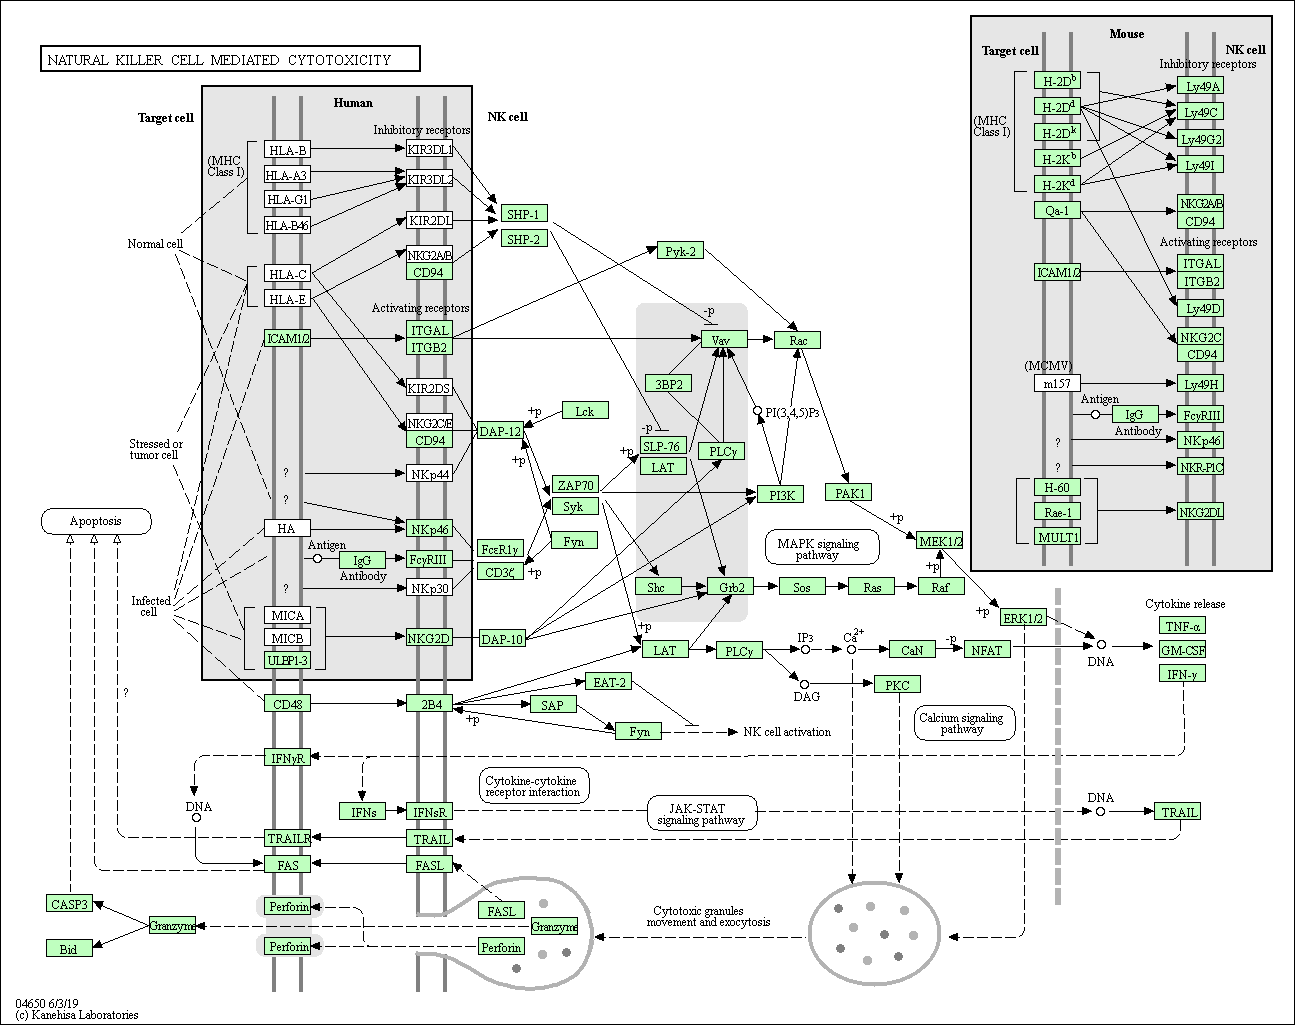 NATURAL KILLER CELL MEDIATED CYTOTOXICITY
Target cell
Human
NK cell
Inhibitory receptors
(MHC
Class I)
HLA-B
HLA-A3
HLA-G1
HLA-B46
HLA-C
HLA-E
ICAM1/2
KIR3DL1
KIR3DL2
KIR2DL
NKG2A/B
CD94
Activating receptors
ITGAL
ITGB2
KIR2DS
NKG2C/E
CD94
NKp44
NKp46
FcγRIII
NKp30
NKG2D
Normal cell
Stressed or
tumor cell
Infected
cell
?
?
HA
Antigen
IgG
Antibody
?
MICA
MICB
ULBP1-3
CD48
2B4
SHP-1
SHP-2
Pyk-2
-p
Vav
Rac
3BP2
PI(3,4,5)P3
Lck
+p
DAP-12
+p
-p
+p
SLP-76
LAT
PLCγ
ZAP70
Syk
PI3K
PAK1
Fyn
FcεR1γ
CD3ζ
+p
+p
MEK1/2
MAPK signaling
pathway
+p
Shc
Grb2
Sos
Ras
Raf
+p
ERK1/2
DAP-10
+p
LAT
PLCγ
IP3
Ca2+
CaN
-p
NFAT
DNA
DAG
PKC
Cytokine release
TNF-α
GM-CSF
IFN-γ
EAT-2
SAP
+p
Fyn
NK cell activation
Calcium signaling
pathway
Apoptosis
?
IFNγR
DNA
IFNs
IFNsR
Cytokine-cytokine
receptor interaction
JAK-STAT
signaling pathway
DNA
TRAIL
TRAILR
TRAIL
FAS
FASL
CASP3
Granzyme
Bid
Perforin
Perforin
FASL
Granzyme
Perforin
Cytotoxic granules
movement and exocytosis
Mouse
Target cell
NK cell
Inhibitory receptors
(MHC
Class I)
H-2Db
H-2Dd
H-2Dk
H-2Kb
H-2Kd
Qa-1
ICAM1/2
Ly49A
Ly49C
Ly49G2
Ly49I
NKG2A/B
CD94
Activating receptors
ITGAL
ITGB2
Ly49D
NKG2C
CD94
(MCMV)
m157
Ly49H
Antigen
IgG
Antibody
FcγRIII
?
NKp46
?
NKR-P1C
H-60
Rae-1
MULT1
NKG2DL
04650 6/3/19
(c) Kanehisa Laboratories